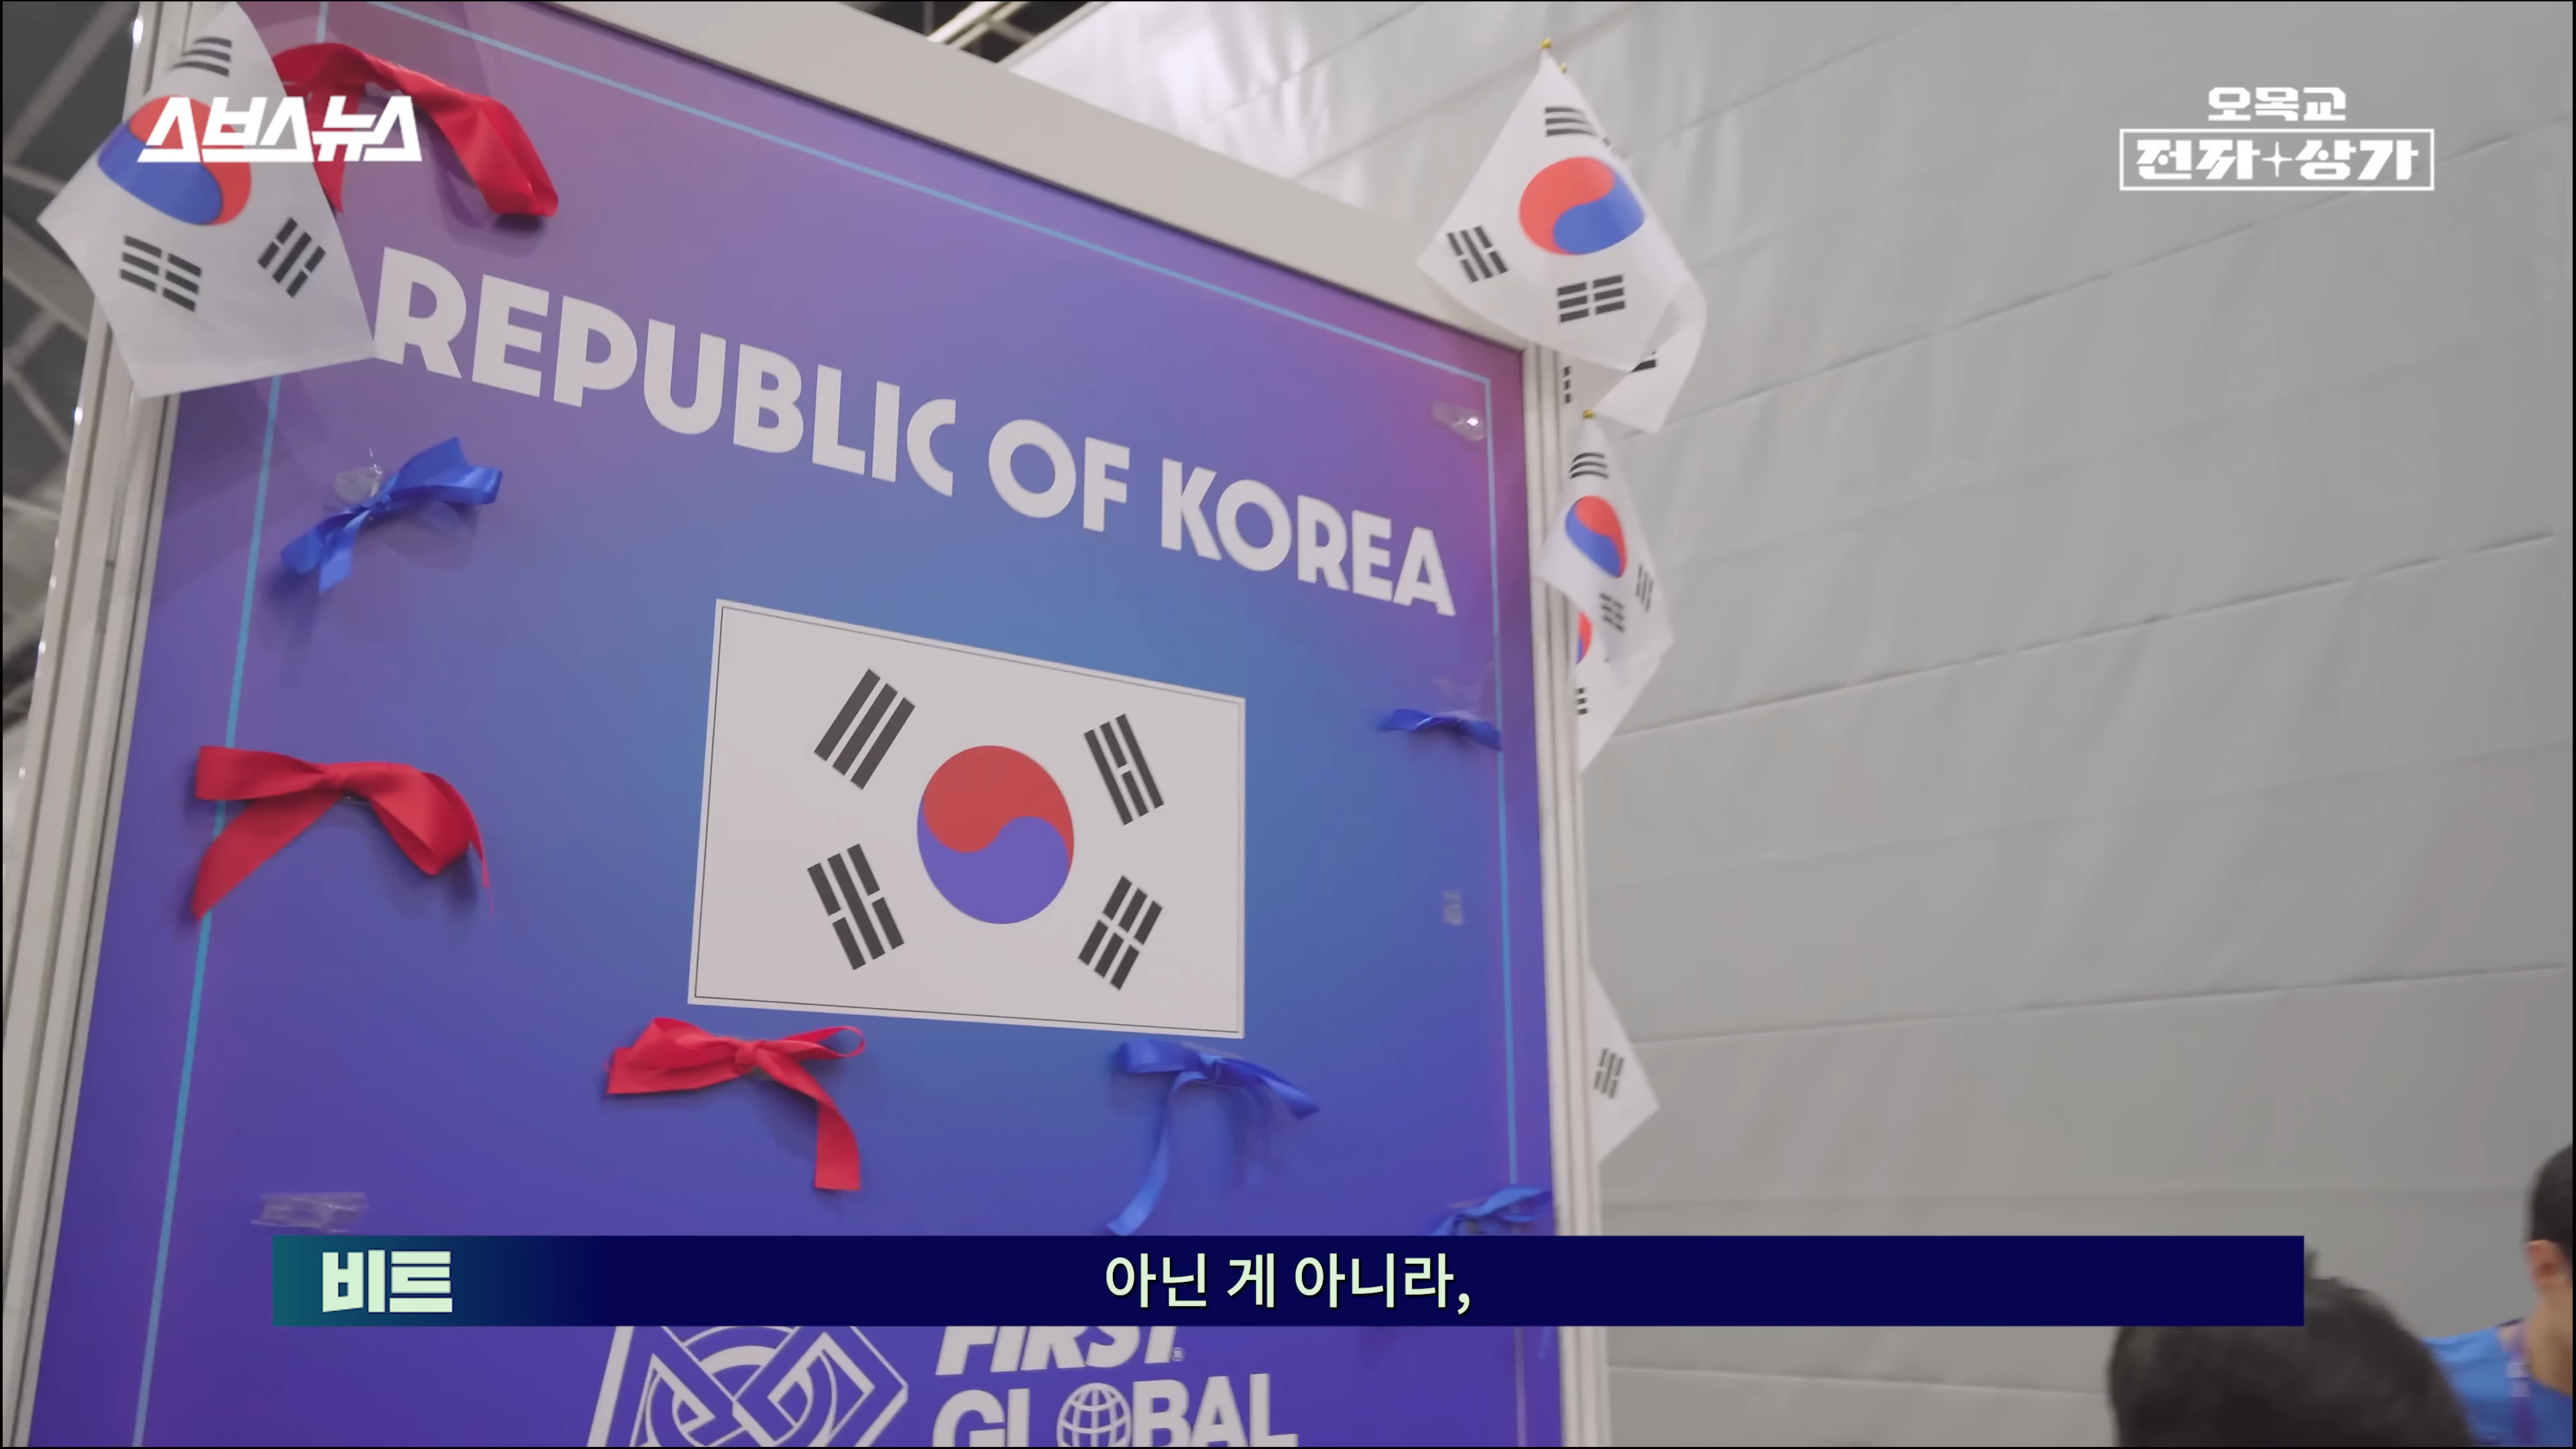 스브스뉴스
오목교
전자상가
REPUBLIC OF KOREA
비트
아닌 게 아니라,
FIRST®
GLOBAL